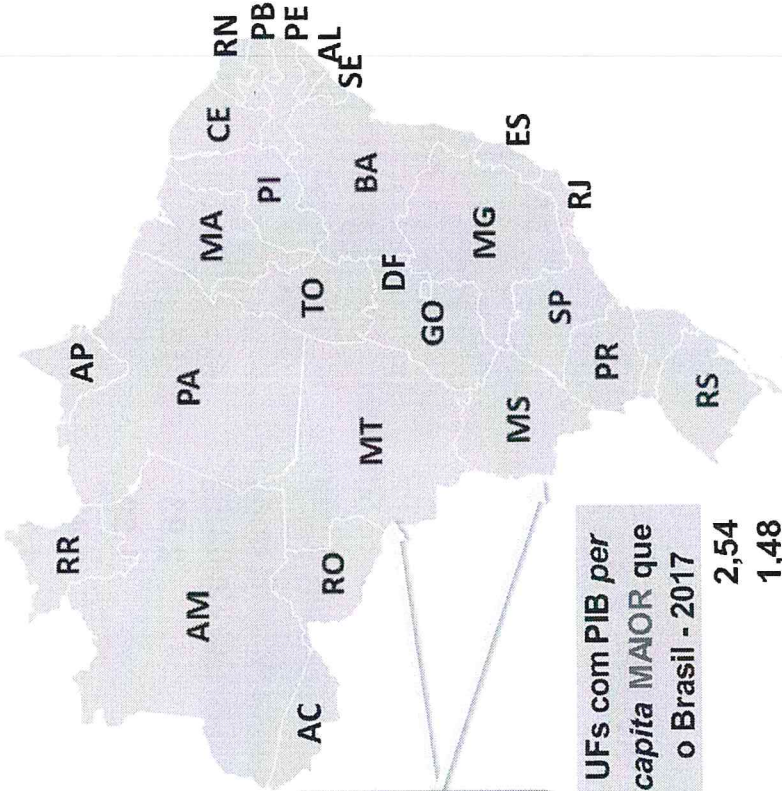 RR
AP
RN
PB
PE
AL
SE
AM
PA
MA
CE
PI
AC
RO
MT
TO
BA
DF
GO
MG
ES
MS
SP
RJ
PR
RS
UFs com PIB per
capita MAIOR que
o Brasil - 2017
2,54
1,48